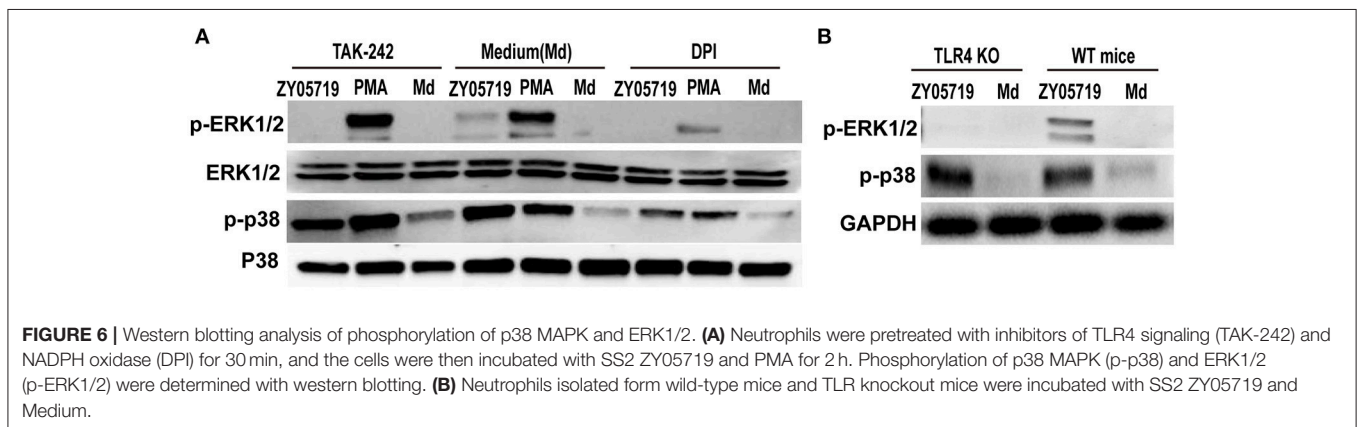 A
B
TAK-242 Medium(Md) DPI
TLR4 KO WT mice
ZY05719 PMA Md ZY05719 PMA Md ZY05719 PMA Md
ZY05719 Md ZY05719 Md
p-ERK1/2
p-ERK1/2
ERK1/2
p-p38
p-p38
GAPDH
P38
FIGURE 6 | Western blotting analysis of phosphorylation of p38 MAPK and ERK1/2. (A) Neutrophils were pretreated with inhibitors of TLR4 signaling (TAK-242) and
NADPH oxidase (DPI) for 30 min, and the cells were then incubated with SS2 ZY05719 and PMA for 2 h. Phosphorylation of p38 MAPK (p-p38) and ERK1/2
(p-ERK1/2) were determined with western blotting. (B) Neutrophils isolated form wild-type mice and TLR knockout mice were incubated with SS2 ZY05719 and
Medium.